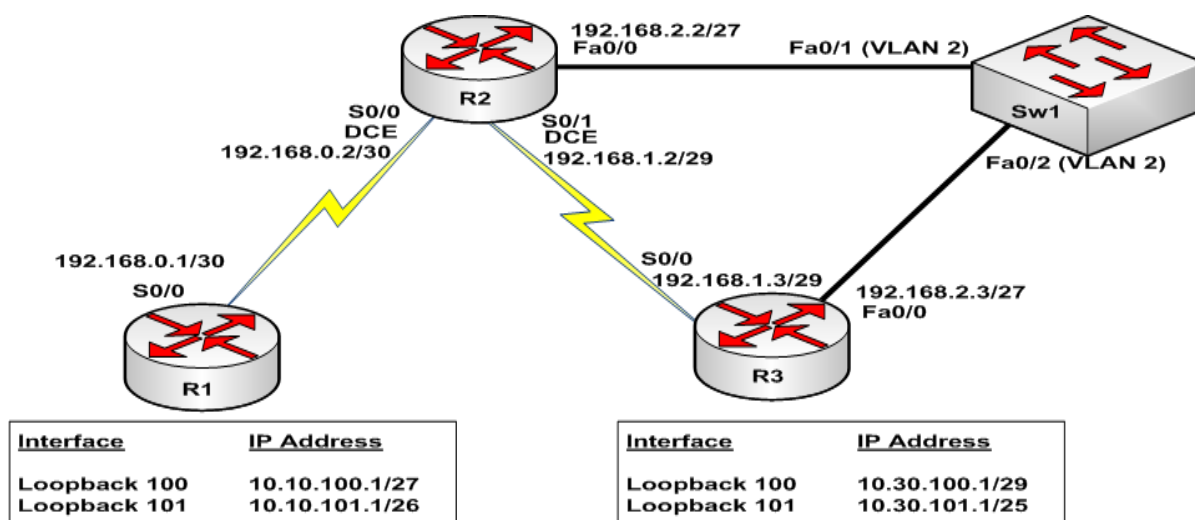 192.168.2.2/27
Fa0/0
Fa0/1 (VLAN 2)
R2
Sw1
S0/0
DCE
192.168.0.2/30
S0/1
DCE
192.168.1.2/29
Fa0/2 (VLAN 2)
192.168.0.1/30
S0/0
S0/0
192.168.1.3/29
192.168.2.3/27
Fa0/0
R1
R3
Interface IP Address
Loopback 100 10.10.100.1/27
Loopback 101 10.10.101.1/26
Interface IP Address
Loopback 100 10.30.100.1/29
Loopback 101 10.30.101.1/25